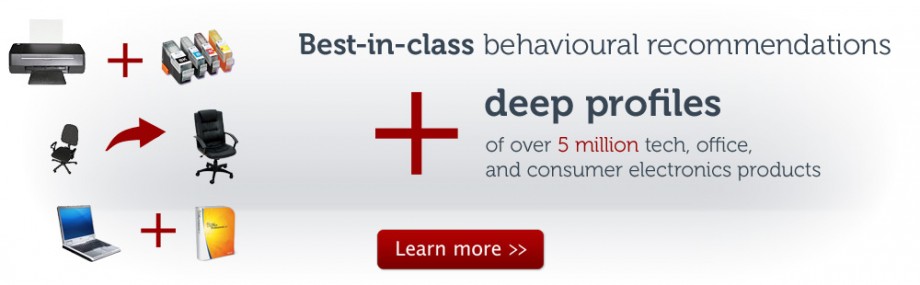 Best-in-class behavioural recommendations
deep profiles
of over 5 million tech, office,
and consumer electronics products
Learn more >>